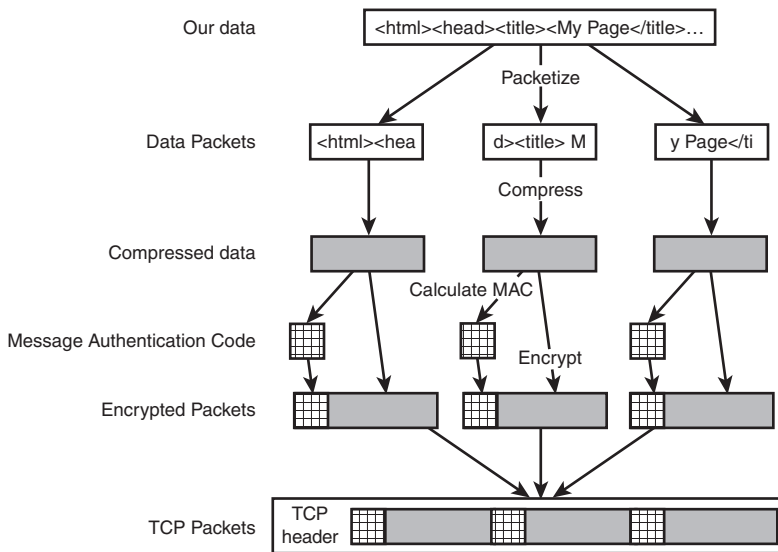 Our data
<html><head><title><My Page</title>…
Packetize
Data Packets
<html><hea
d><title> M
y Page</ti
Compress
Compressed data
Calculate MAC
Message Authentication Code
Encrypt
Encrypted Packets
TCP Packets
TCP
header